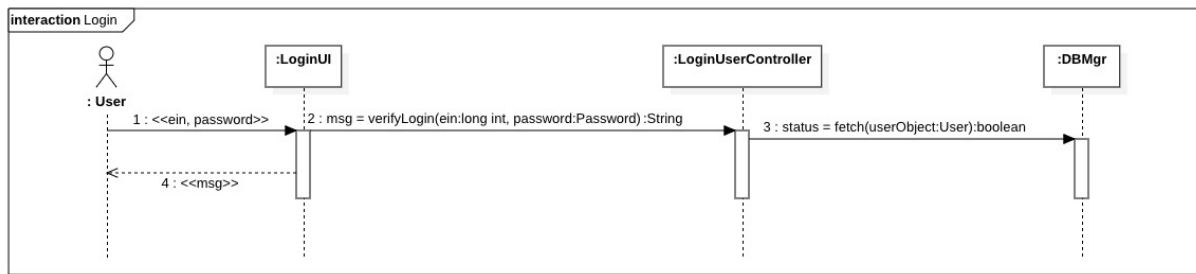 interaction Login
:LoginUI
:LoginUserController
:DBMgr
: User
1 : <<ein, password>>
2 : msg = verifyLogin(ein:long int, password:Password) :String
3 : status = fetch(userObject:User):boolean
4 : <<msg>>